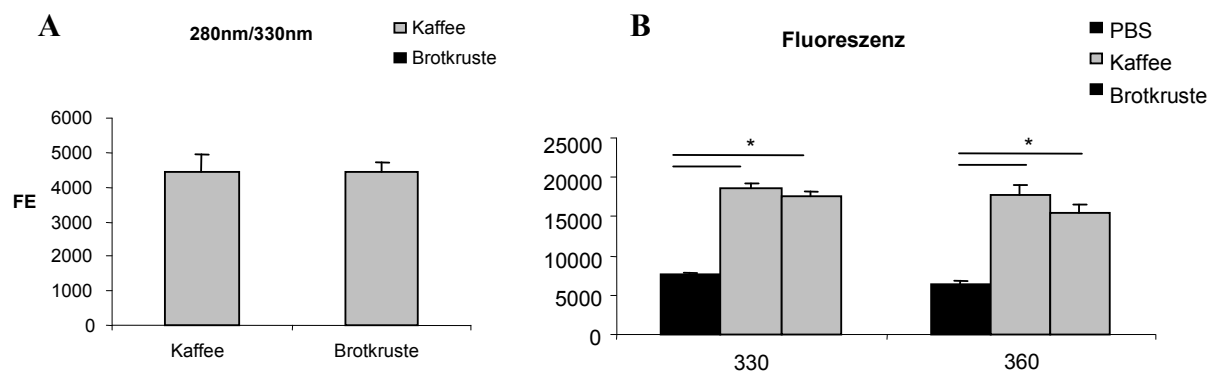 A
280nm/330nm
Kaffee
Brotkruste
FE
6000
5000
4000
3000
2000
1000
0
Kaffee Brotkruste
B
Fluoreszenz
PBS
Kaffee
Brotkruste
25000
20000
15000
10000
5000
0
* *
330 360